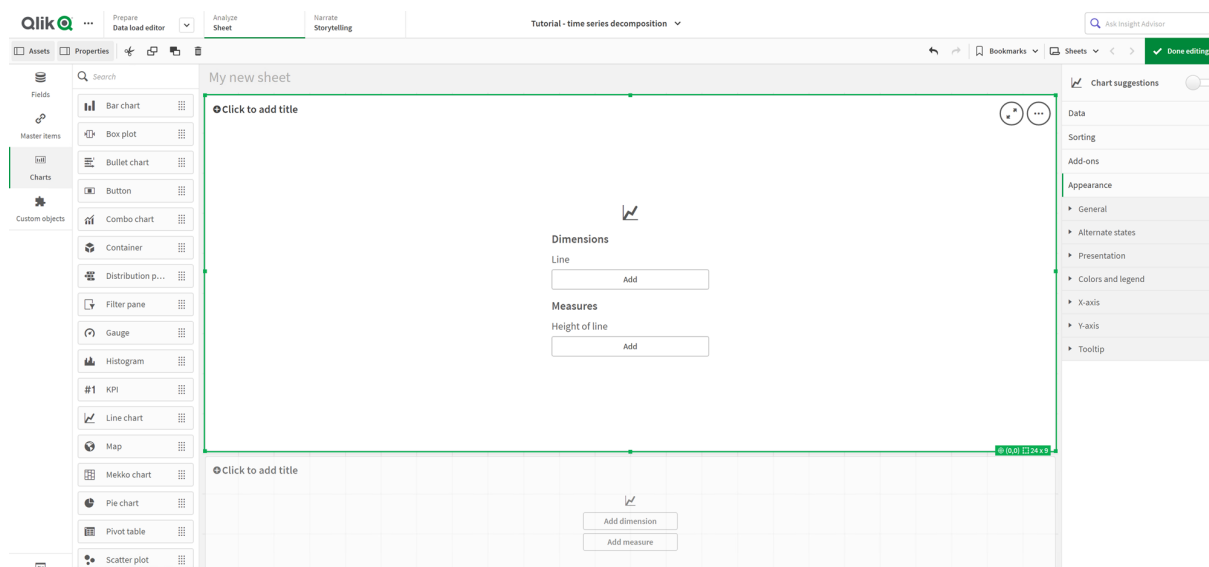 Qlik
Prepare
Data load editor
Analyze
Sheet
Narrate
Storytelling
Tutorial - time series decomposition
Ask Insight Advisor
Assets
Properties
Bookmarks
Sheets
Done editing
Fields
Master items
Charts
Custom objects
Search
Bar chart
Box plot
Bullet chart
Button
Combo chart
Container
Distribution p...
Filter pane
Gauge
Histogram
#1 KPI
Line chart
Map
Mekko chart
Pie chart
Pivot table
Scatter plot
My new sheet
Click to add title
Dimensions
Line
Add
Measures
Height of line
Add
(0,0) 24 x 9
Click to add title
Add dimension
Add measure
Chart suggestions
Data
Sorting
Add-ons
Appearance
General
Alternate states
Presentation
Colors and legend
X-axis
Y-axis
Tooltip